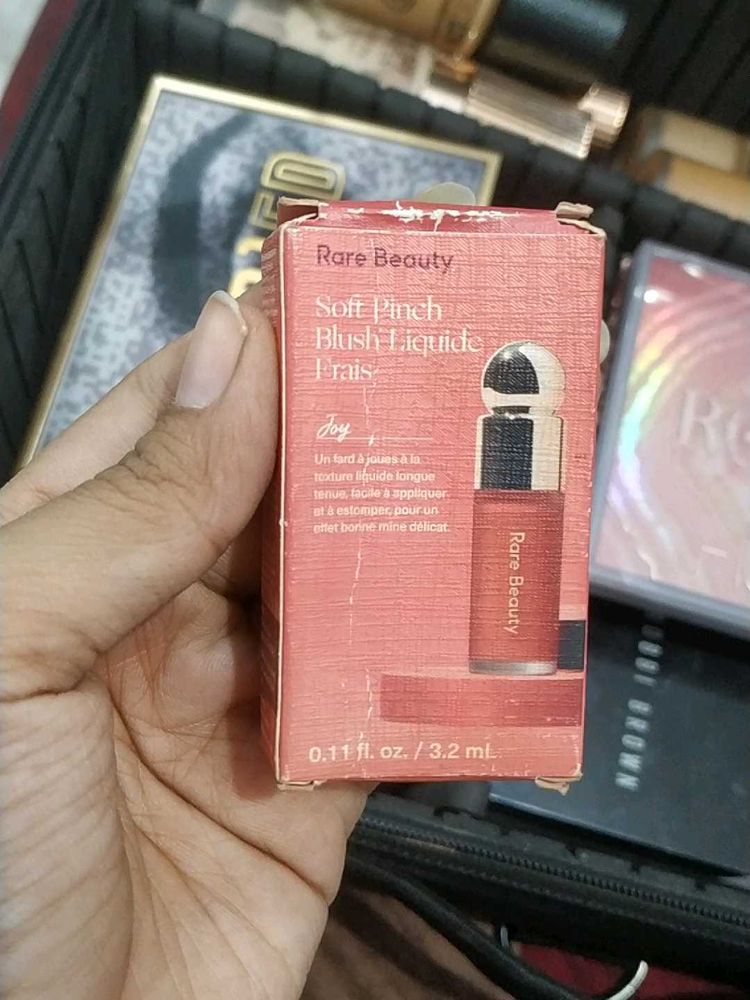 Rare Beauty
Soft Pinch
Blush Liquide
Frais
Joy
Un fard à joues à la
texture liquide longue
tenue, facile à appliquer
et à estomper, pour un
effet bonne mine délicat.
Rare Beauty
0.11 fl. oz. / 3.2 mL
BROWN